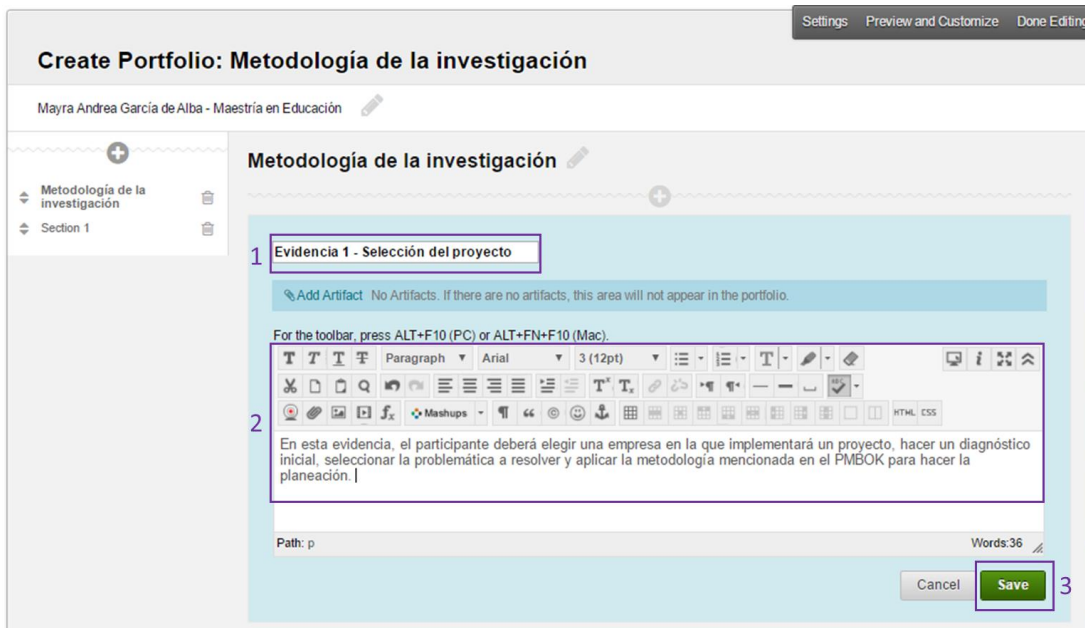 Settings Preview and Customize Done Editing
Create Portfolio: Metodología de la investigación
Mayra Andrea García de Alba - Maestría en Educación
Metodología de la
investigación
Section 1
Metodología de la investigación
1 Evidencia 1 - Selección del proyecto
Add Artifact No Artifacts. If there are no artifacts, this area will not appear in the portfolio.
For the toolbar, press ALT+F10 (PC) or ALT+FN+F10 (Mac).
T T T T Paragraph Arial 3 (12pt) T i
T T ABC
fx Mashups HTML CSS
2
En esta evidencia, el participante deberá elegir una empresa en la que implementará un proyecto, hacer un diagnóstico
inicial, seleccionar la problemática a resolver y aplicar la metodología mencionada en el PMBOK para hacer la
planeación.
Path: p Words:36
Cancel Save 3